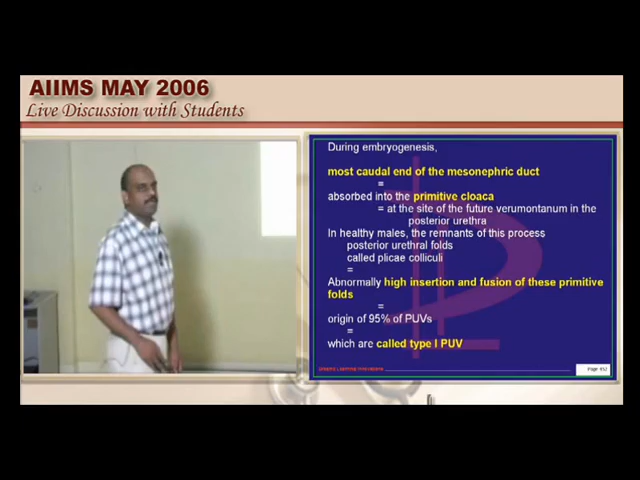 AIIMS MAY 2006
Live Discussion with Students
During embryogenesis,
most caudal end of the mesonephric duct
=
absorbed into the primitive cloaca
= at the site of the future verumontanum in the
posterior urethra
In healthy males, the remnants of this process
posterior urethral folds
called plicae colliculi
=
Abnormally high insertion and fusion of these primitive
folds
=
origin of 95% of PUVs
=
which are called type I PUV